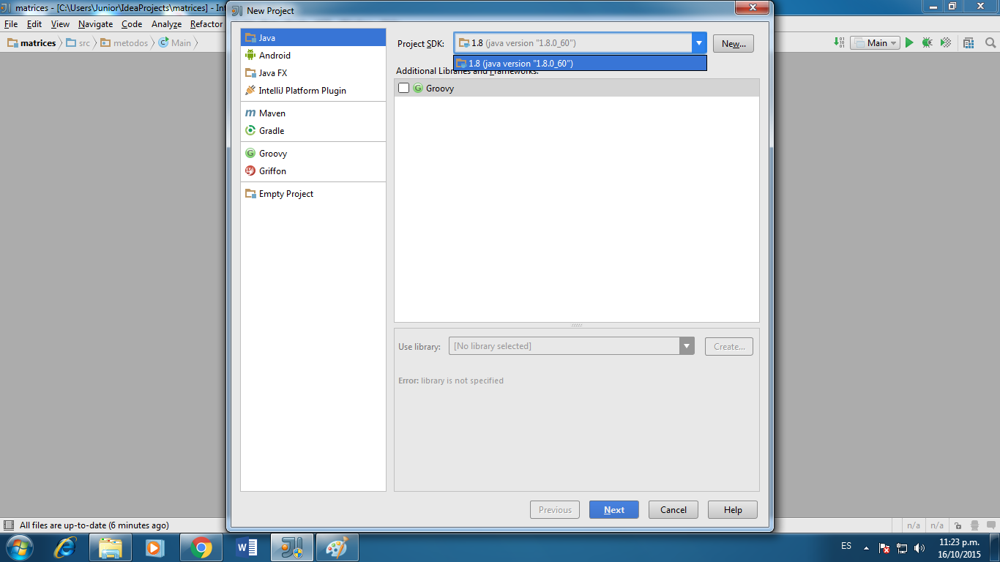 matrices - [C:\Users\Junior\IdeaProjects\matrices] - Int
New Project
File Edit View Navigate Code Analyze Refactor
matrices src metodos Main
Main
Java
Android
Java FX
IntelliJ Platform Plugin
Maven
Gradle
Groovy
Griffon
Empty Project
Project SDK: 1.8 (java version "1.8.0_60") New...
1.8 (java version "1.8.0_60")
Additional Libraries and Frameworks:
Groovy
Use library: [No library selected] Create...
Error: library is not specified
Previous Next Cancel Help
All files are up-to-date (6 minutes ago)
n/a n/a
ES
11:23 p.m.
16/10/2015